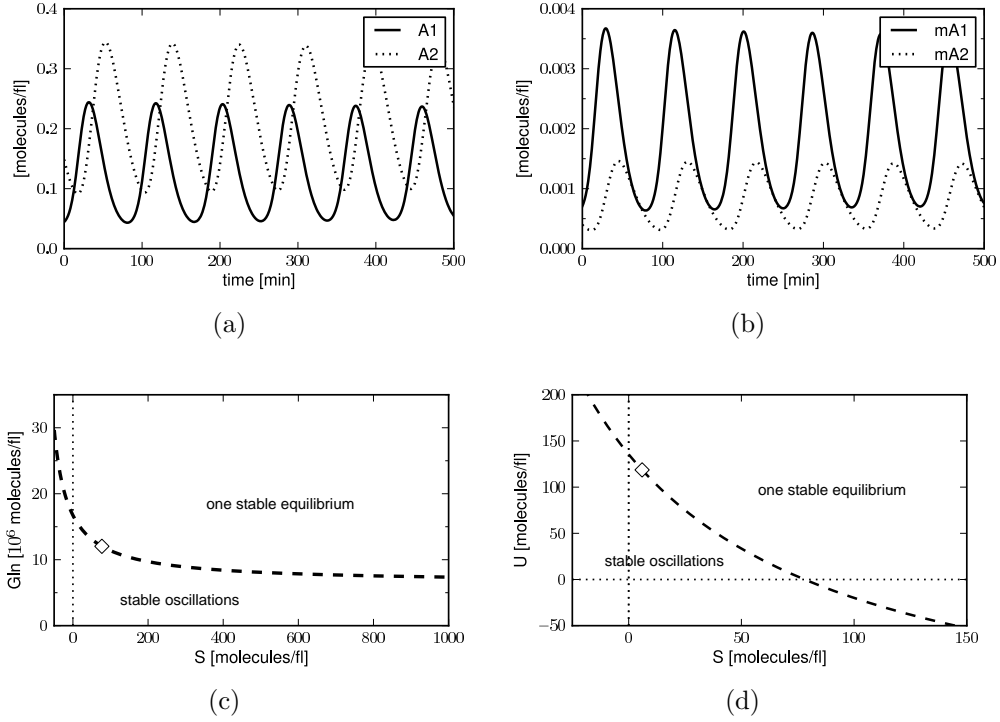 0.4
0.3
0.2
0.1
0.0
[molecules/fl]
A1
A2
0 100 200 300 400 500
time [min]
(a)
0.004
0.003
0.002
0.001
0.000
[molecules/fl]
mA1
mA2
0 100 200 300 400 500
time [min]
(b)
30
20
10
0
Gln [10⁶ molecules/fl]
one stable equilibrium
stable oscillations
0 200 400 600 800 1000
S [molecules/fl]
(c)
200
150
100
50
0
−50
U [molecules/fl]
one stable equilibrium
stable oscillations
0 50 100 150
S [molecules/fl]
(d)